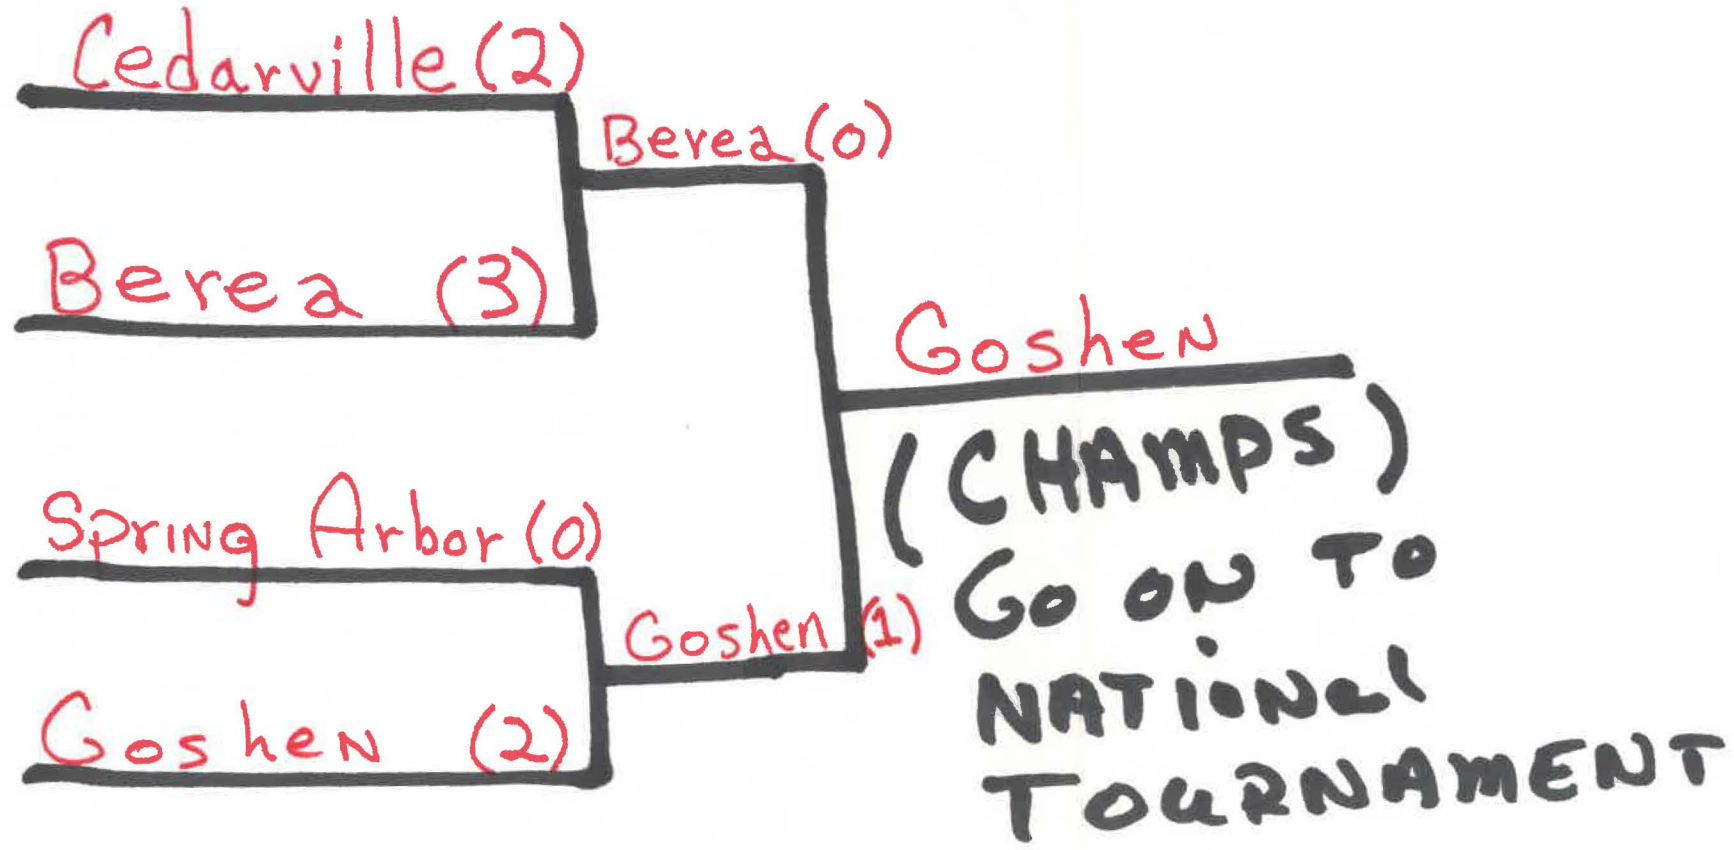 Cedarville (2)
Berea (0)
Berea (3)
Goshen
(CHAMPS)
GO ON TO
NATIONAL
TOURNAMENT
Spring Arbor (0)
Goshen (1)
Goshen (2)